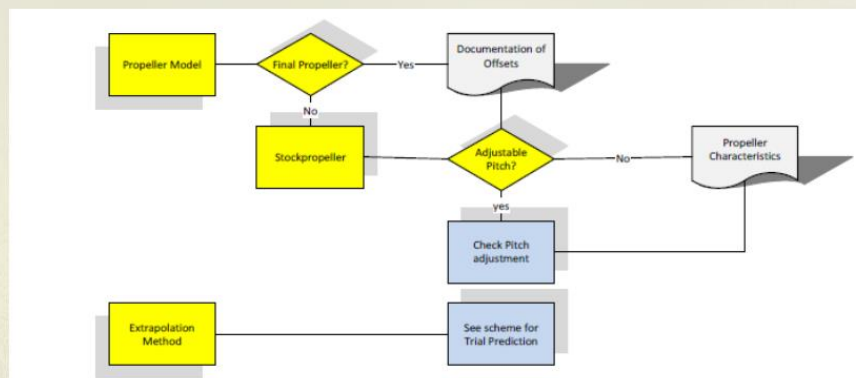 Propeller Model
Final Propeller?
Yes
Documentation of
Offsets
No
Stockpropeller
Adjustable
Pitch?
No
Propeller
Characteristics
yes
Check Pitch
adjustment
Extrapolation
Method
See scheme for
Trial Prediction